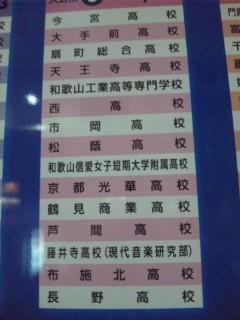 今宮高校
大手前高校
扇町総合高校
天王寺高校
和歌山工業高等専門学校
西高校
市岡高校
松蔭高校
和歌山信愛女子短期大学附属高校
京都光華高校
鶴見商業高校
芦間高校
藤井寺高校(現代音楽研究部)
布施北高校
長野高校